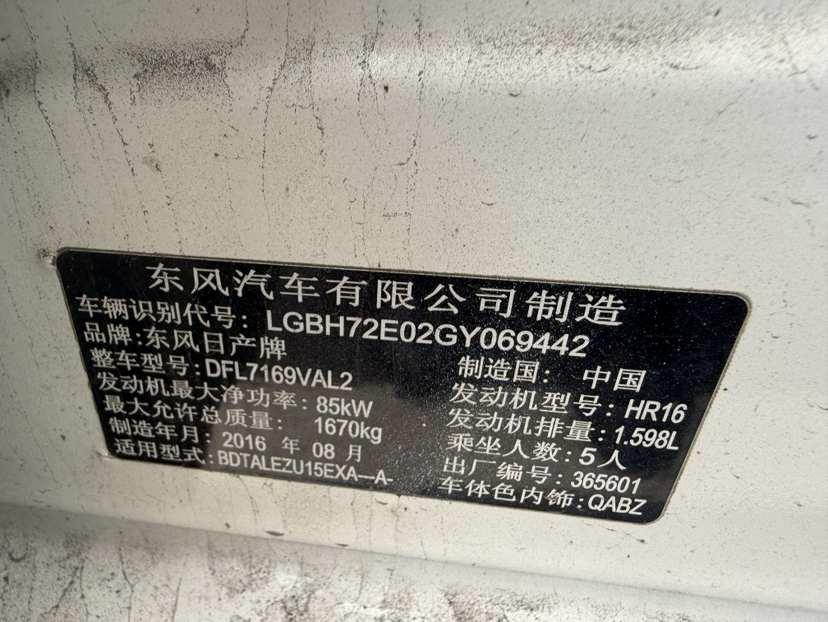 东风汽车有限公司制造
车辆识别代号: LGBH72E02GY069442
品牌:东风日产牌 制造国: 中国
整车型号:DFL7169VAL2 发动机型号:HR16
发动机最大净功率:85kW 发动机排量:1.598L
最大允许总质量: 1670kg 乘坐人数:5人
制造年月:2016 年 08 月 出厂编号:365601
适用型式:BDTALEZU15EXA—A- 车体色内饰:QABZ